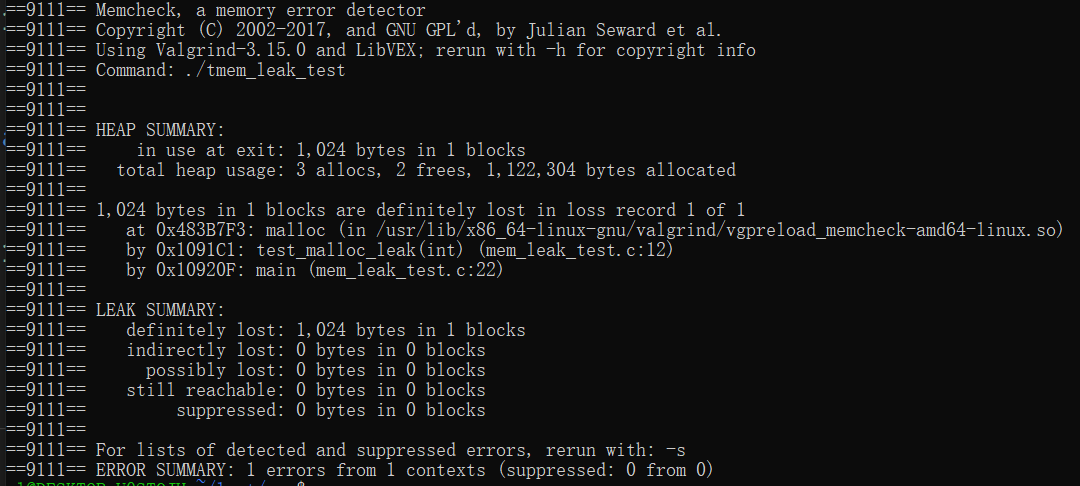 ==9111== Memcheck, a memory error detector
==9111== Copyright (C) 2002-2017, and GNU GPL'd, by Julian Seward et al.
==9111== Using Valgrind-3.15.0 and LibVEX; rerun with -h for copyright info
==9111== Command: ./tmem_leak_test
==9111==
==9111==
==9111== HEAP SUMMARY:
==9111==     in use at exit: 1,024 bytes in 1 blocks
==9111==   total heap usage: 3 allocs, 2 frees, 1,122,304 bytes allocated
==9111==
==9111== 1,024 bytes in 1 blocks are definitely lost in loss record 1 of 1
==9111==    at 0x483B7F3: malloc (in /usr/lib/x86_64-linux-gnu/valgrind/vgpreload_memcheck-amd64-linux.so)
==9111==    by 0x1091C1: test_malloc_leak(int) (mem_leak_test.c:12)
==9111==    by 0x10920F: main (mem_leak_test.c:22)
==9111==
==9111== LEAK SUMMARY:
==9111==    definitely lost: 1,024 bytes in 1 blocks
==9111==    indirectly lost: 0 bytes in 0 blocks
==9111==      possibly lost: 0 bytes in 0 blocks
==9111==    still reachable: 0 bytes in 0 blocks
==9111==         suppressed: 0 bytes in 0 blocks
==9111==
==9111== For lists of detected and suppressed errors, rerun with: -s
==9111== ERROR SUMMARY: 1 errors from 1 contexts (suppressed: 0 from 0)